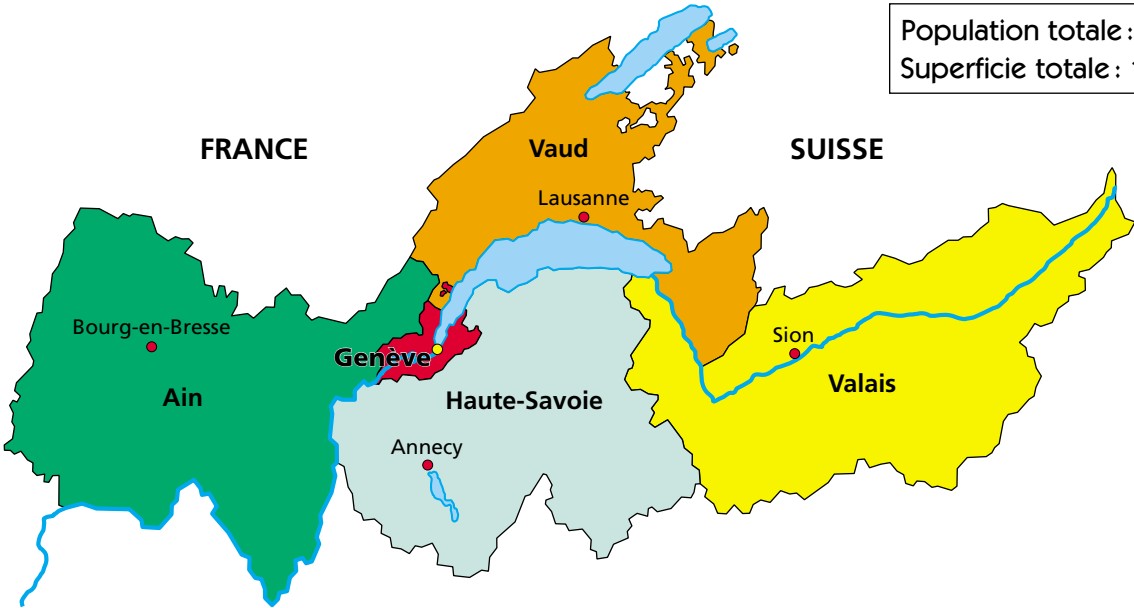 Population totale :
Superficie totale :
FRANCE
Vaud
SUISSE
Lausanne
Bourg-en-Bresse
Genève
Sion
Ain
Haute-Savoie
Valais
Annecy